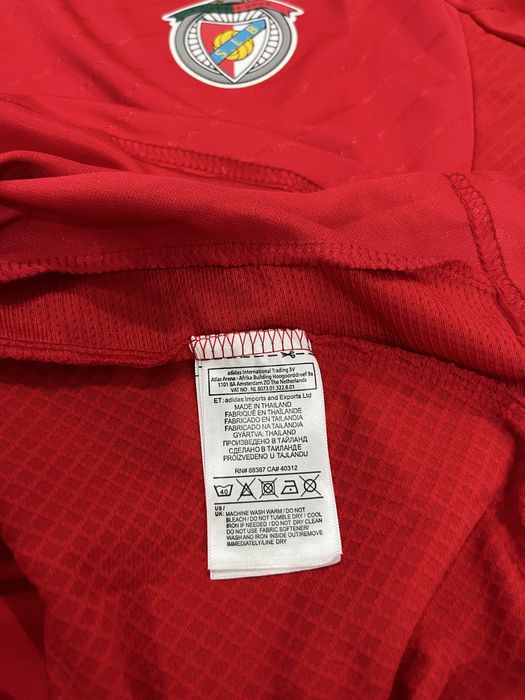 SLB
adidas International Trading BV
Atlas Arena - Afrika Building Hoogoorddreef 9a
1101 BA Amsterdam ZO The Netherlands
VAT NO . NL 8073.01.322.B.01
ET: adidas Imports and Exports Ltd
MADE IN THAILAND
FABRIQUÉ EN THAÏLANDE
FABRICADO EN TAILANDIA
FABRICADO NA TAILÂNDIA
GYÁRTVA: THAILAND
ПРОИЗВЕДЕНО В ТАЙЛАНД
СДЕЛАНО В ТАИЛАНДЕ
PROIZVEDENO U TAJLANDU
RN# 88387 CA# 40312
40
US /
UK: MACHINE WASH WARM / DO NOT
BLEACH / DO NOT TUMBLE DRY / COOL
IRON IF NEEDED / DO NOT DRY CLEAN
DO NOT USE FABRIC SOFTENER/
WASH AND IRON INSIDE OUT/REMOVE
IMMEDIATELY/LINE DRY